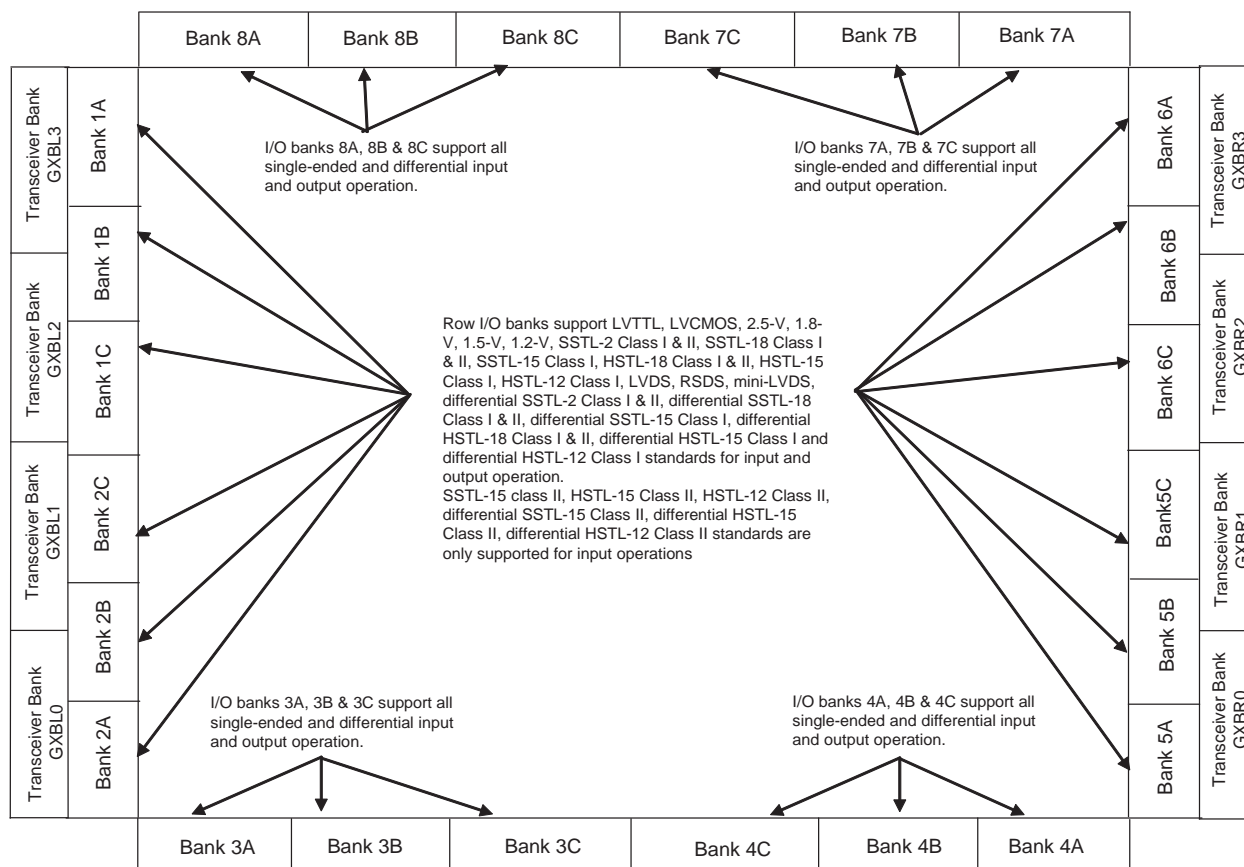 Bank 8A
Bank 8B
Bank 8C
Bank 7C
Bank 7B
Bank 7A
Transceiver Bank
GXBL3
Transceiver Bank
GXBL2
Transceiver Bank
GXBL1
Transceiver Bank
GXBL0
Bank 1A
Bank 1B
Bank 1C
Bank 2C
Bank 2B
Bank 2A
I/O banks 8A, 8B & 8C support all
single-ended and differential input
and output operation.
I/O banks 7A, 7B & 7C support all
single-ended and differential input
and output operation.
Row I/O banks support LVTTL, LVCMOS, 2.5-V, 1.8-
V, 1.5-V, 1.2-V, SSTL-2 Class I & II, SSTL-18 Class I
& II, SSTL-15 Class I, HSTL-18 Class I & II, HSTL-15
Class I, HSTL-12 Class I, LVDS, RSDS, mini-LVDS,
differential SSTL-2 Class I & II, differential SSTL-18
Class I & II, differential SSTL-15 Class I, differential
HSTL-18 Class I & II, differential HSTL-15 Class I and
differential HSTL-12 Class I standards for input and
output operation.
SSTL-15 class II, HSTL-15 Class II, HSTL-12 Class II,
differential SSTL-15 Class II, differential HSTL-15
Class II, differential HSTL-12 Class II standards are
only supported for input operations
I/O banks 3A, 3B & 3C support all
single-ended and differential input
and output operation.
I/O banks 4A, 4B & 4C support all
single-ended and differential input
and output operation.
Bank 6A
Bank 6B
Bank 6C
Bank5C
Bank 5B
Bank 5A
Transceiver Bank
GXBR3
Transceiver Bank
GXBR2
Transceiver Bank
GXBR1
Transceiver Bank
GXBR0
Bank 3A
Bank 3B
Bank 3C
Bank 4C
Bank 4B
Bank 4A